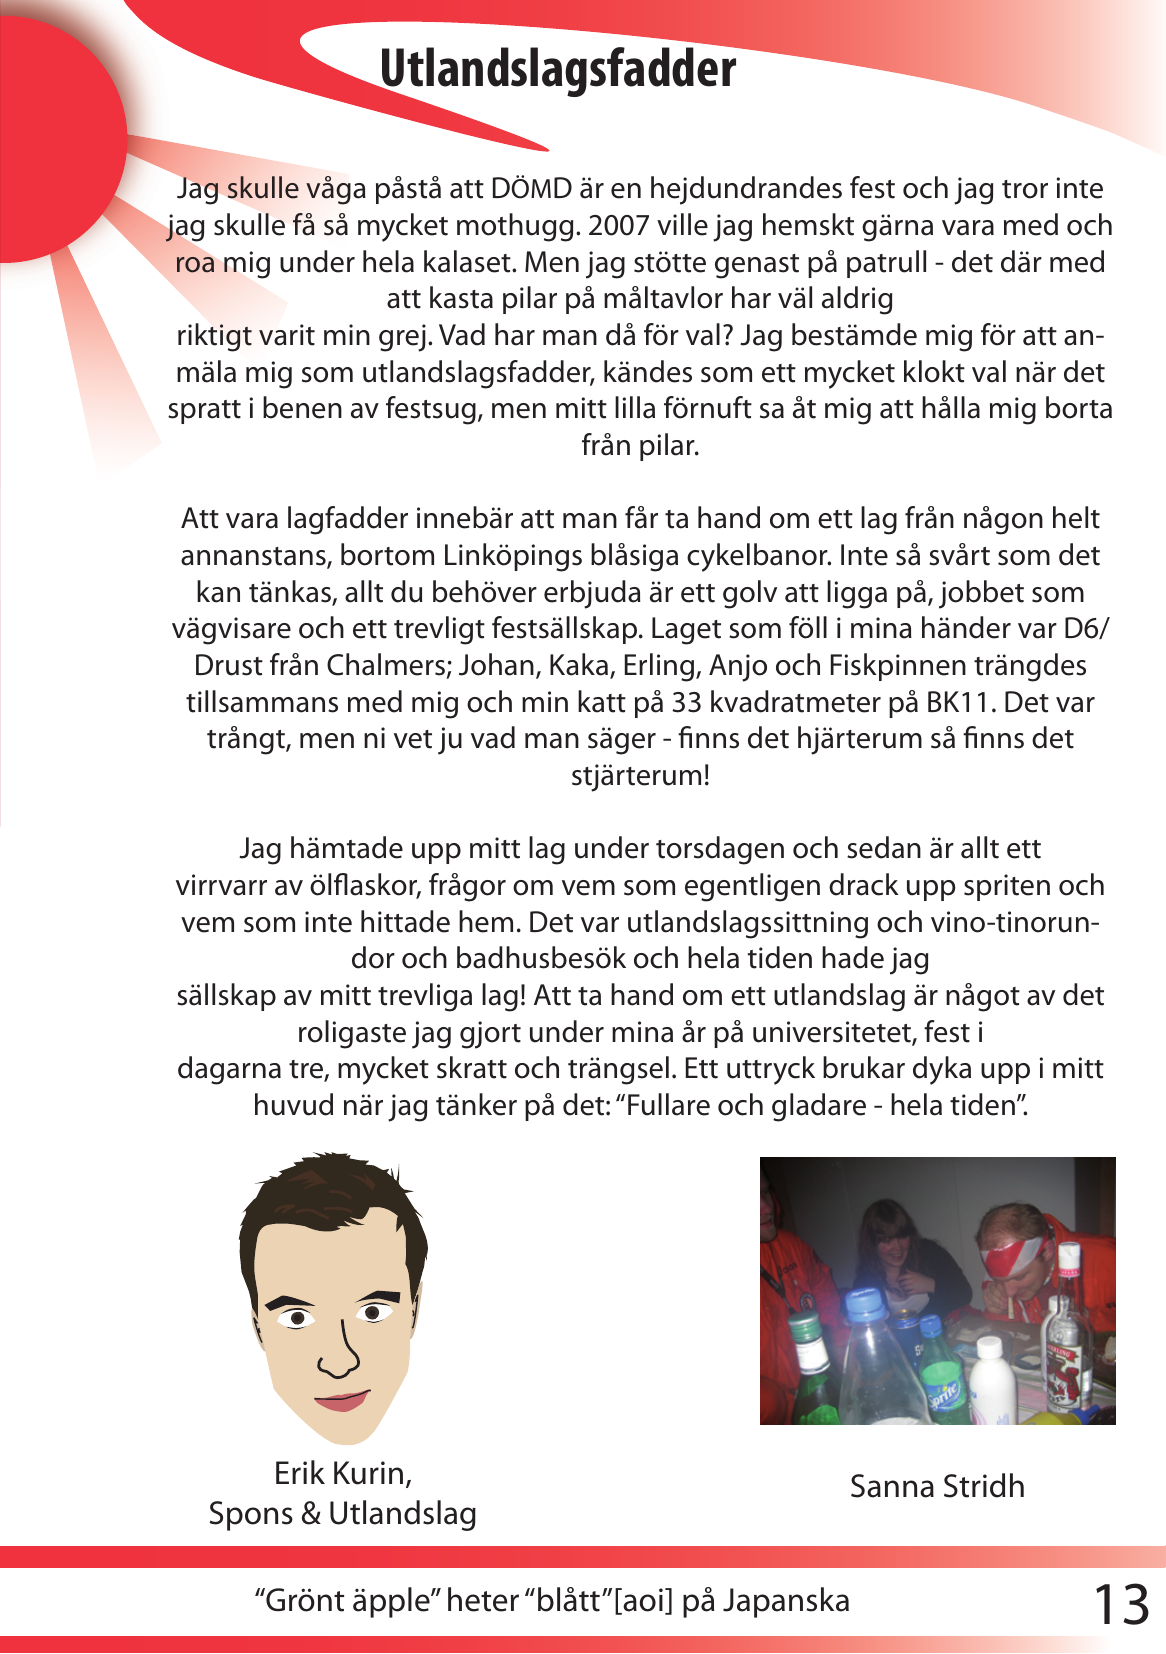 Utlandslagsfadder
Jag skulle våga påstå att DÖMD är en hejdundrandes fest och jag tror inte
jag skulle få så mycket mothugg. 2007 ville jag hemskt gärna vara med och
roa mig under hela kalaset. Men jag stötte genast på patrull - det där med
att kasta pilar på måltavlor har väl aldrig
riktigt varit min grej. Vad har man då för val? Jag bestämde mig för att an-
mäla mig som utlandslagsfadder, kändes som ett mycket klokt val när det
spratt i benen av festsug, men mitt lilla förnuft sa åt mig att hålla mig borta
från pilar.
Att vara lagfadder innebär att man får ta hand om ett lag från någon helt
annanstans, bortom Linköpings blåsiga cykelbanor. Inte så svårt som det
kan tänkas, allt du behöver erbjuda är ett golv att ligga på, jobbet som
vägvisare och ett trevligt festsällskap. Laget som föll i mina händer var D6/
Drust från Chalmers; Johan, Kaka, Erling, Anjo och Fiskpinnen trängdes
tillsammans med mig och min katt på 33 kvadratmeter på BK11. Det var
trångt, men ni vet ju vad man säger - finns det hjärterum så finns det
stjärterum!
Jag hämtade upp mitt lag under torsdagen och sedan är allt ett
virrvarr av ölflaskor, frågor om vem som egentligen drack upp spriten och
vem som inte hittade hem. Det var utlandslagssittning och vino-tinorun-
dor och badhusbesök och hela tiden hade jag
sällskap av mitt trevliga lag! Att ta hand om ett utlandslag är något av det
roligaste jag gjort under mina år på universitetet, fest i
dagarna tre, mycket skratt och trängsel. Ett uttryck brukar dyka upp i mitt
huvud när jag tänker på det: “Fullare och gladare - hela tiden”.
Sprite
Erik Kurin,
Spons & Utlandslag
Sanna Stridh
“Grönt äpple” heter “blått”[aoi] på Japanska
13